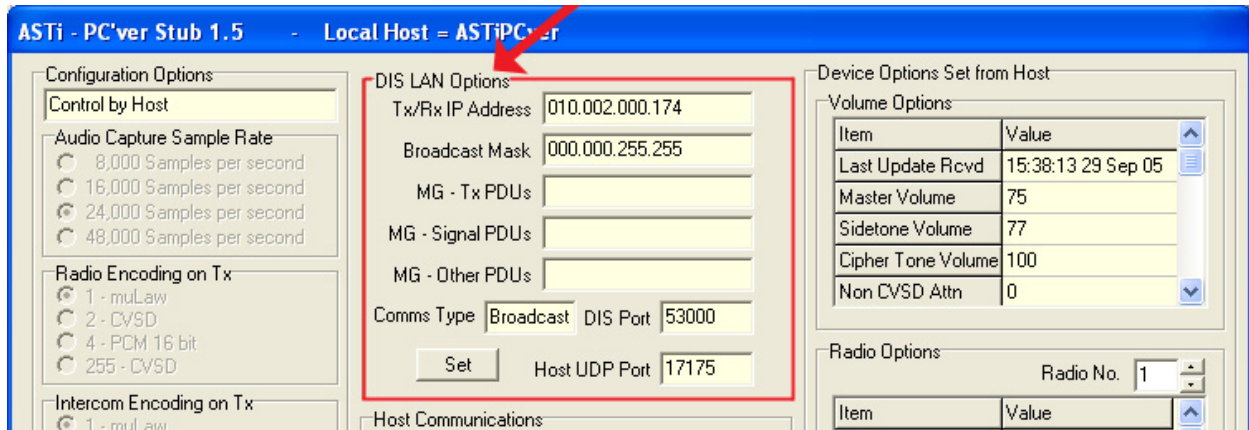 ASTi - PC'ver Stub 1.5 - Local Host = ASTiPCver
Configuration Options
Control by Host
Audio Capture Sample Rate
8,000 Samples per second
16,000 Samples per second
24,000 Samples per second
48,000 Samples per second
Radio Encoding on Tx
1 - muLaw
2 - CVSD
4 - PCM 16 bit
255 - CVSD
Intercom Encoding on Tx
1 - muLaw
DIS LAN Options
Tx/Rx IP Address 010.002.000.174
Broadcast Mask 000.000.255.255
MG - Tx PDUs
MG - Signal PDUs
MG - Other PDUs
Comms Type Broadcast DIS Port 53000
Set Host UDP Port 17175
Host Communications
Device Options Set from Host
Volume Options
Item Value
Last Update Rcvd 15:38:13 29 Sep 05
Master Volume 75
Sidetone Volume 77
Cipher Tone Volume 100
Non CVSD Attn 0
Radio Options
Radio No. 1
Item Value